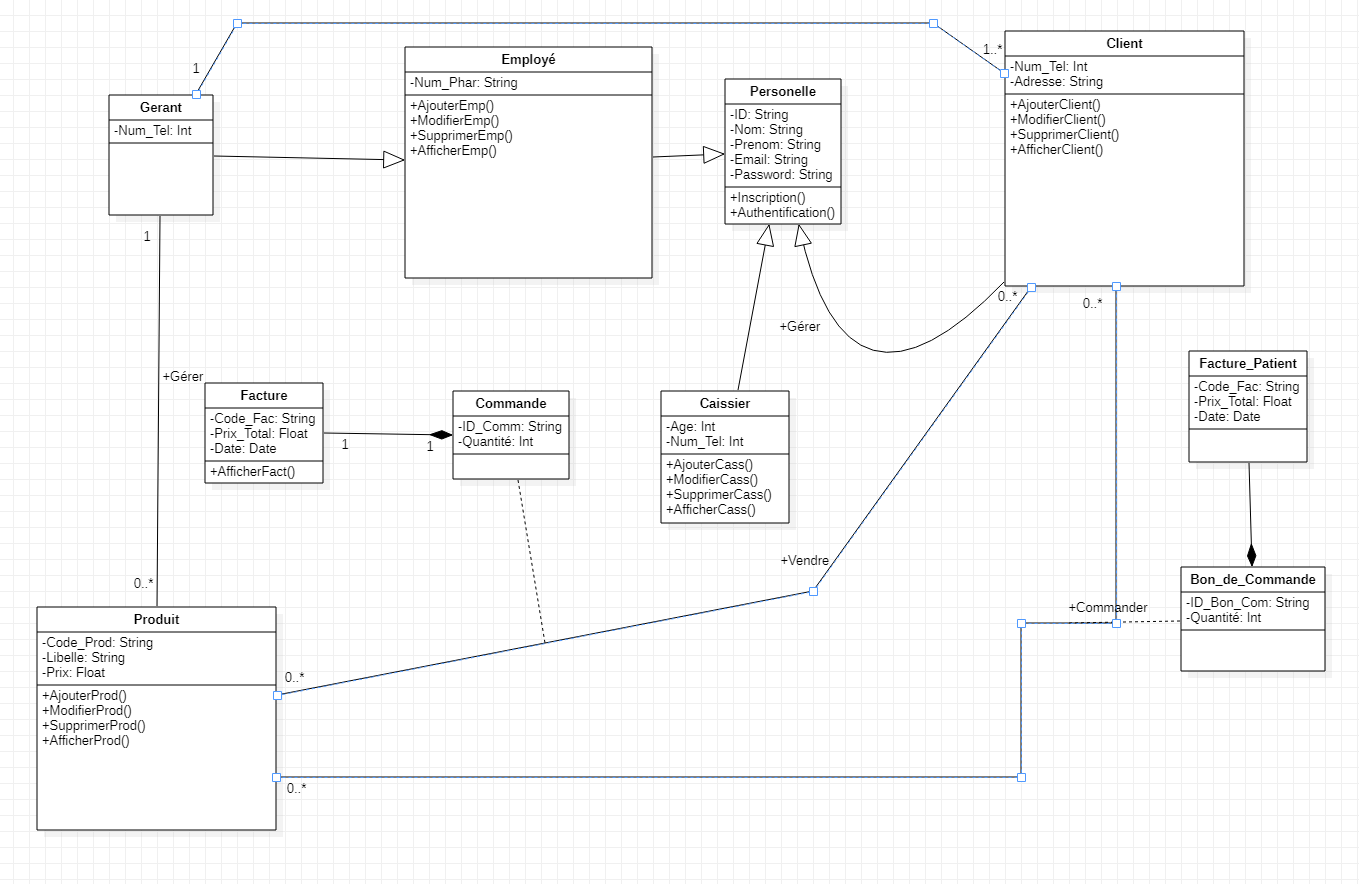 1
1..*
Gerant
-Num_Tel: Int
Employé
-Num_Phar: String
+AjouterEmp()
+ModifierEmp()
+SupprimerEmp()
+AfficherEmp()
Personelle
-ID: String
-Nom: String
-Prenom: String
-Email: String
-Password: String
+Inscription()
+Authentification()
Client
-Num_Tel: Int
-Adresse: String
+AjouterClient()
+ModifierClient()
+SupprimerClient()
+AfficherClient()
1
+Gérer
0..*
0..*
0..*
+Gérer
Facture
-Code_Fac: String
-Prix_Total: Float
-Date: Date
+AfficherFact()
1
1
Commande
-ID_Comm: String
-Quantité: Int
Caissier
-Age: Int
-Num_Tel: Int
+AjouterCass()
+ModifierCass()
+SupprimerCass()
+AfficherCass()
Facture_Patient
-Code_Fac: String
-Prix_Total: Float
-Date: Date
+Vendre
+Commander
Bon_de_Commande
-ID_Bon_Com: String
-Quantité: Int
0..*
Produit
-Code_Prod: String
-Libelle: String
-Prix: Float
+AjouterProd()
+ModifierProd()
+SupprimerProd()
+AfficherProd()
0..*